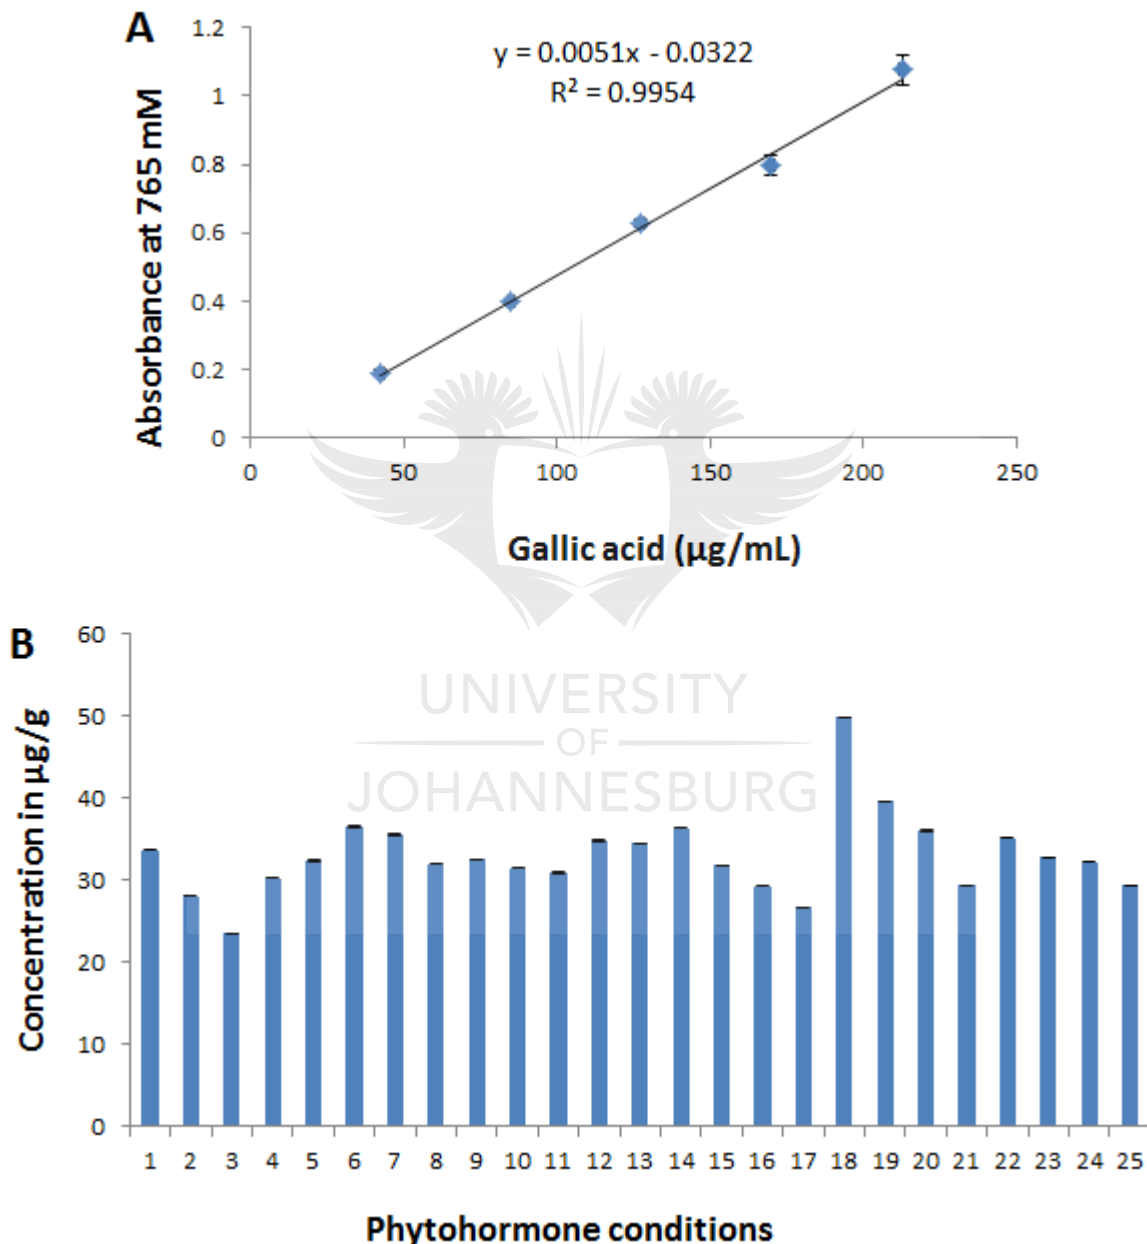 A
1.2
1
0.8
0.6
0.4
0.2
0
y = 0.0051x - 0.0322
R² = 0.9954
Absorbance at 765 mM
0 50 100 150 200 250
Gallic acid (µg/mL)
B
60
50
40
30
20
10
0
Concentration in µg/g
UNIVERSITY
OF
JOHANNESBURG
1 2 3 4 5 6 7 8 9 10 11 12 13 14 15 16 17 18 19 20 21 22 23 24 25
Phytohormone conditions